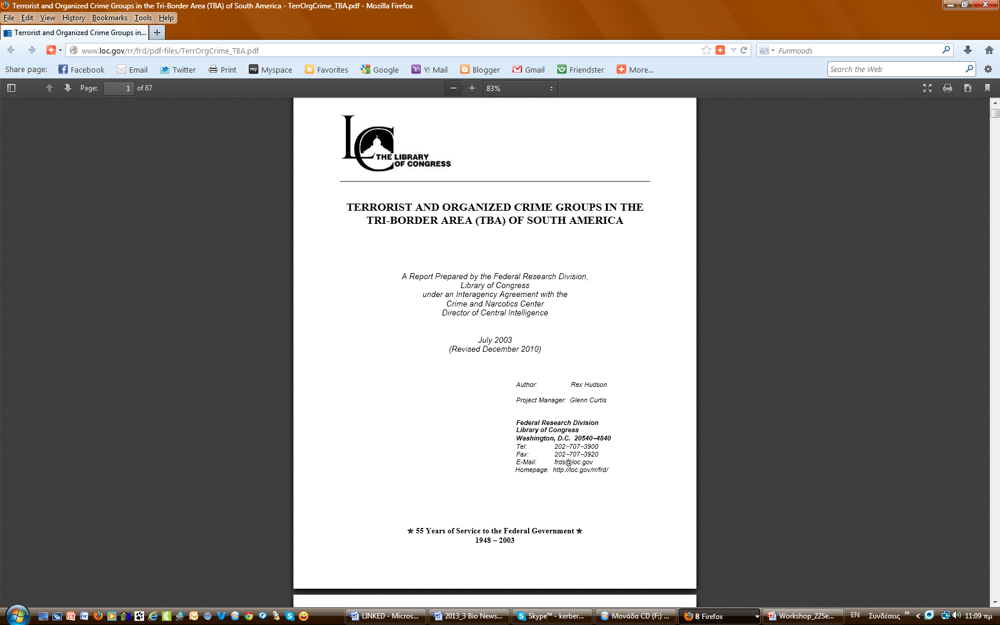 Terrorist and Organized Crime Groups in the Tri-Border Area (TBA) of South America - TerrOrgCrime_TBA.pdf - Mozilla Firefox
File Edit View History Bookmarks Tools Help
Terrorist and Organized Crime Groups in...
www.loc.gov/rr/frd/pdf-files/TerrOrgCrime_TBA.pdf Funmoods
Share page: Facebook Email Twitter Print my Myspace Favorites Google Y! Mail Blogger Gmail Friendster More... Search the Web
Page: 1 of 87 83%
LC
THE LIBRARY
OF CONGRESS
TERRORIST AND ORGANIZED CRIME GROUPS IN THE
TRI-BORDER AREA (TBA) OF SOUTH AMERICA
A Report Prepared by the Federal Research Division,
Library of Congress
under an Interagency Agreement with the
Crime and Narcotics Center
Director of Central Intelligence
July 2003
(Revised December 2010)
Author: Rex Hudson
Project Manager: Glenn Curtis
Federal Research Division
Library of Congress
Washington, D.C. 20540–4840
Tel: 202–707–3900
Fax: 202–707–3920
E-Mail: frds@loc.gov
Homepage: http://loc.gov/rr/frd/
★ 55 Years of Service to the Federal Government ★
1948 – 2003
LINKED - Micros... 2013_3 Bio News... Skype™ - kerber... Μονάδα CD (F:) ... 8 Firefox Workshop_22Se... EN Συνδέσεις » < 11:09 πμ